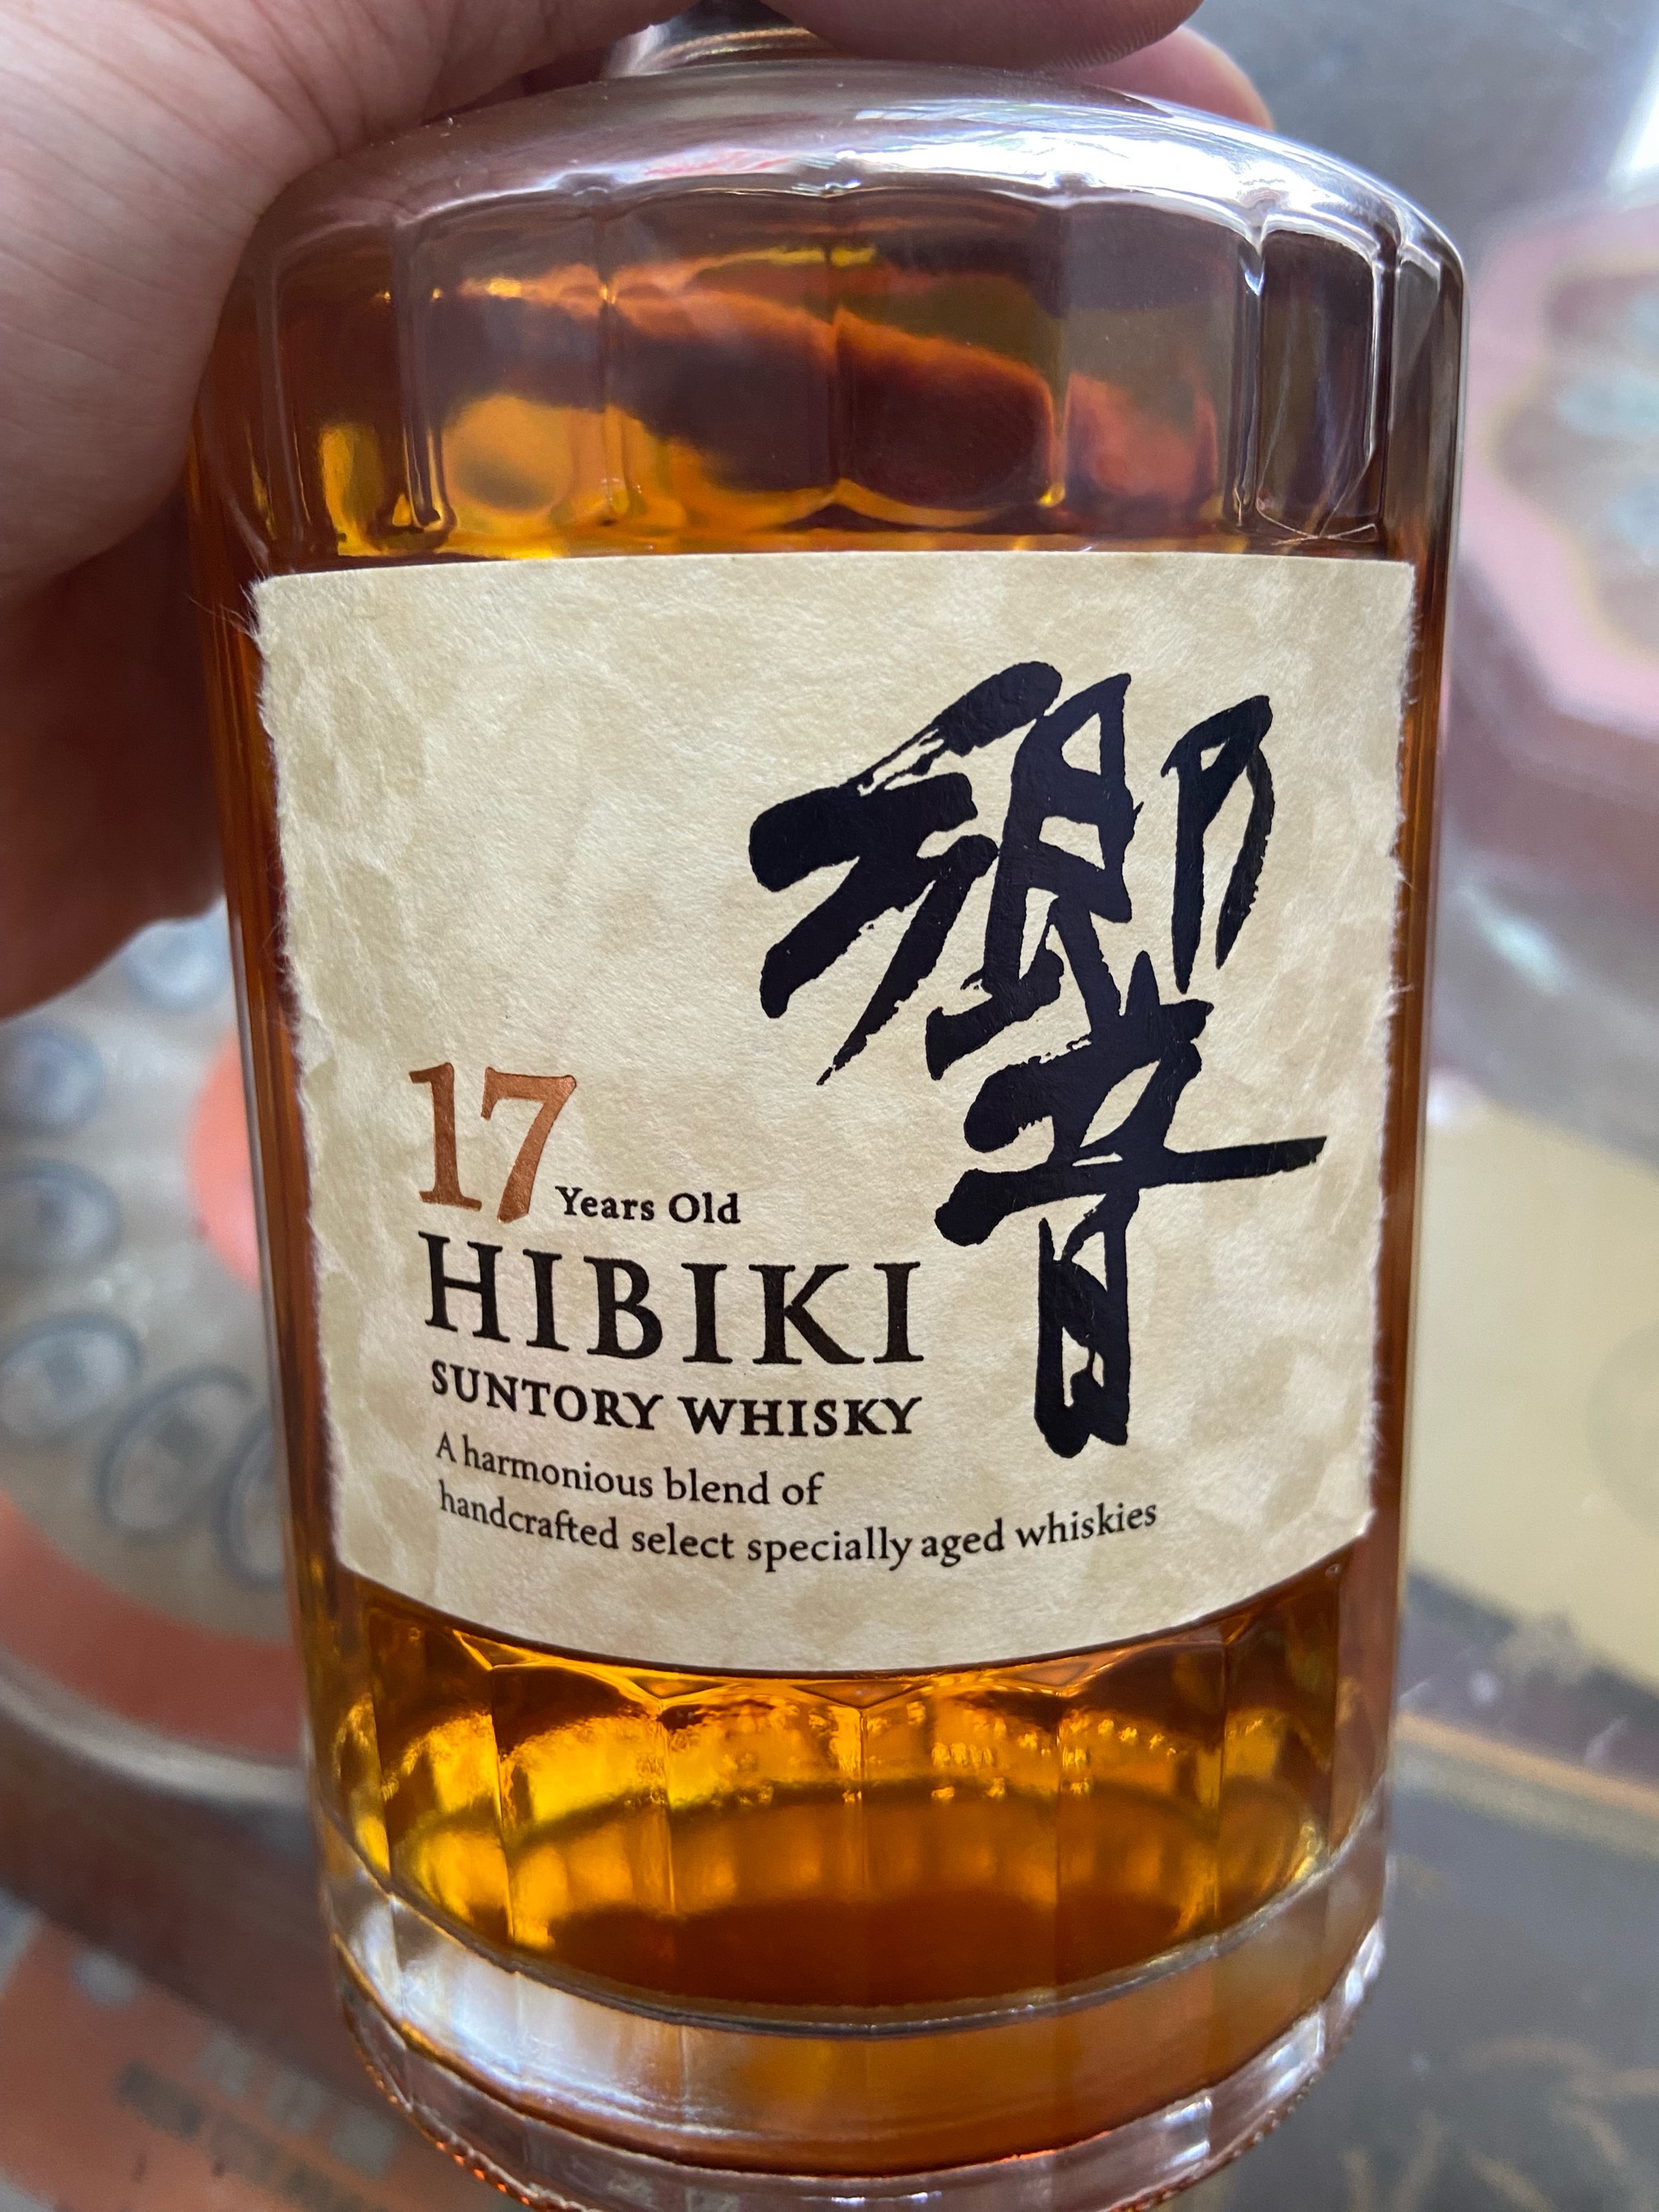 響
17 Years Old
HIBIKI
SUNTORY WHISKY
A harmonious blend of
handcrafted select specially aged whiskies